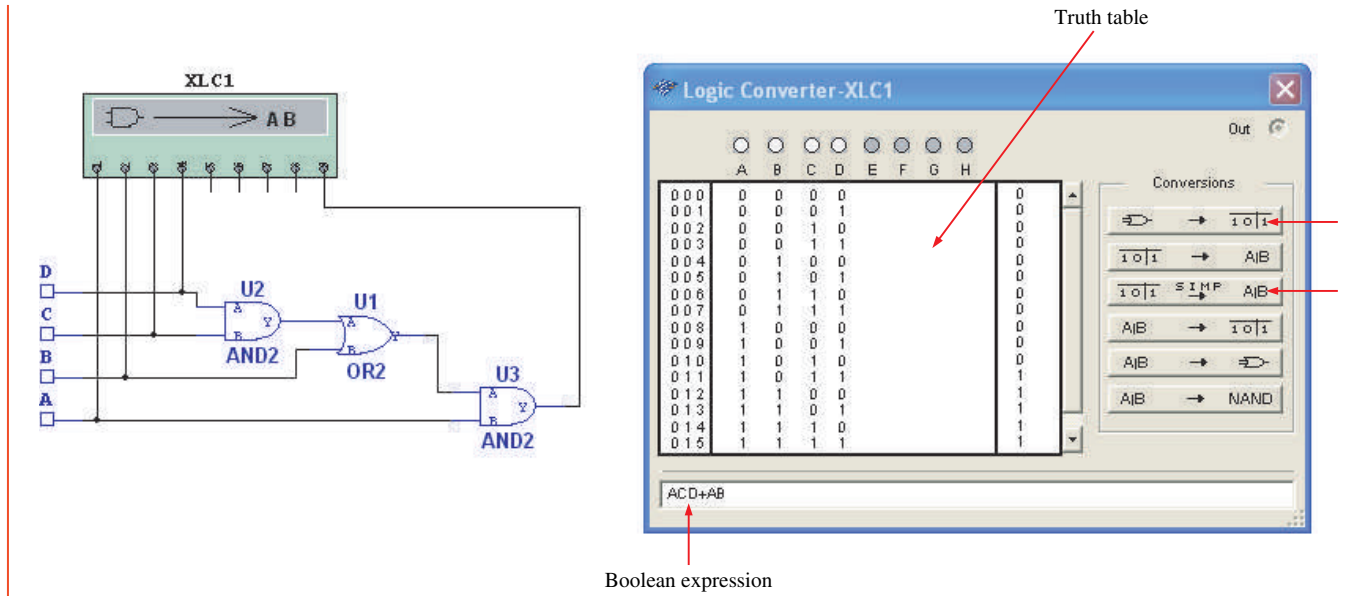 Truth table
XLC1
A B
D
C
B
A
U2
A
Y
B
AND2
U1
A
Y
B
OR2
U3
A
Y
B
AND2
Logic Converter-XLC1
Out
A B C D E F G H
000 0 0 0 0 0
001 0 0 0 1 0
002 0 0 1 0 0
003 0 0 1 1 0
004 0 1 0 0 0
005 0 1 0 1 0
006 0 1 1 0 0
007 0 1 1 1 0
008 1 0 0 0 0
009 1 0 0 1 0
010 1 0 1 0 0
011 1 0 1 1 1
012 1 1 0 0 1
013 1 1 0 1 1
014 1 1 1 0 1
015 1 1 1 1 1
Conversions
→ 1 0|1
1 0|1 → A|B
1 0|1 SIMP → A|B
A|B → 1 0|1
A|B →
A|B → NAND
ACD+AB
Boolean expression